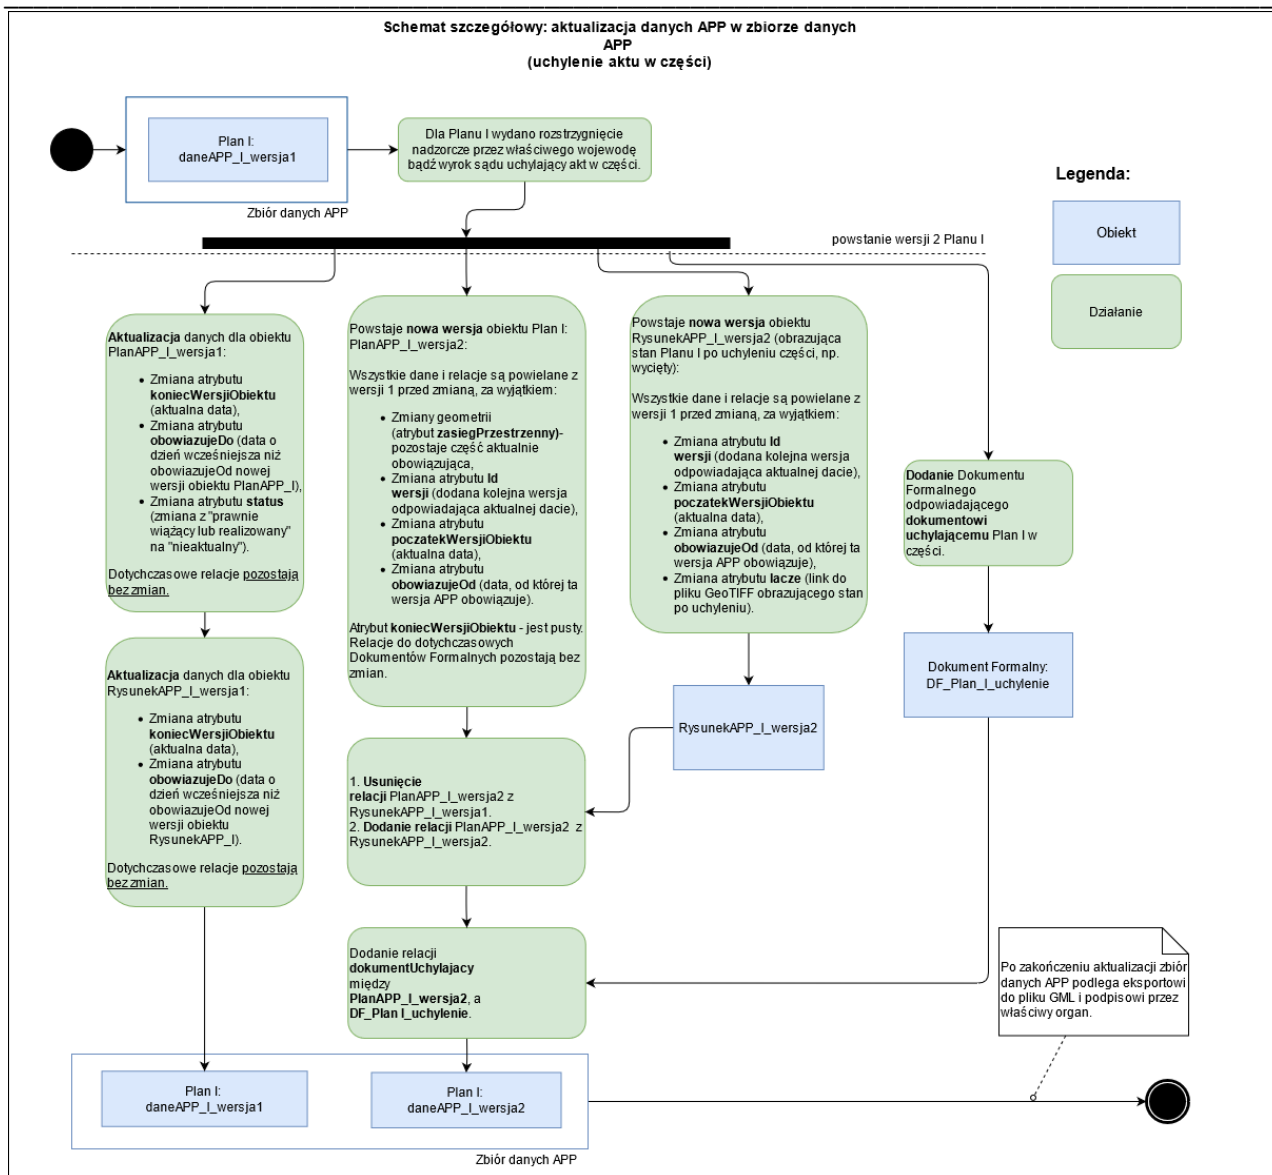 Schemat szczegółowy: aktualizacja danych APP w zbiorze danych
APP
(uchylenie aktu w części)
Plan I:
daneAPP_I_wersja1
Zbiór danych APP
Dla Planu I wydano rozstrzygnięcie
nadzorcze przez właściwego wojewodę
bądź wyrok sądu uchylający akt w części.
Legenda:
Obiekt
Działanie
powstanie wersji 2 Planu I
Aktualizacja danych dla obiektu
PlanAPP_I_wersja1:
• Zmiana atrybutu
koniecWersjiObiektu
(aktualna data),
• Zmiana atrybutu
obowiazujeDo (data o
dzień wcześniejsza niż
obowiazujeOd nowej
wersji obiektu PlanAPP_I),
• Zmiana atrybutu status
(zmiana z "prawnie
wiążący lub realizowany"
na "nieaktualny").
Dotychczasowe relacje pozostają
bez zmian.
Aktualizacja danych dla obiektu
RysunekAPP_I_wersja1:
• Zmiana atrybutu
koniecWersjiObiektu
(aktualna data),
• Zmiana atrybutu
obowiazujeDo (data o
dzień wcześniejsza niż
obowiazujeOd nowej
wersji obiektu
RysunekAPP_I).
Dotychczasowe relacje pozostają
bez zmian.
Powstaje nowa wersja obiektu Plan I:
PlanAPP_I_wersja2:
Wszystkie dane i relacje są powielane z
wersji 1 przed zmianą, za wyjątkiem:
• Zmiany geometrii
(atrybut zasiegPrzestrzenny)-
pozostaje część aktualnie
obowiązująca,
• Zmiana atrybutu Id
wersji (dodana kolejna wersja
odpowiadająca aktualnej dacie),
• Zmiana atrybutu
poczatekWersjiObiektu
(aktualna data),
• Zmiana atrybutu
obowiazujeOd (data, od której ta
wersja APP obowiązuje).
Atrybut koniecWersjiObiektu - jest pusty.
Relacje do dotychczasowych
Dokumentów Formalnych pozostają bez
zmian.
1. Usunięcie
relacji PlanAPP_I_wersja2 z
RysunekAPP_I_wersja1.
2. Dodanie relacji PlanAPP_I_wersja2 z
RysunekAPP_I_wersja2.
Dodanie relacji
dokumentUchylajacy
między
PlanAPP_I_wersja2, a
DF_Plan I_uchylenie.
Powstaje nowa wersja obiektu
RysunekAPP_I_wersja2 (obrazująca
stan Planu I po uchyleniu części, np.
wycięty):
Wszystkie dane i relacje są powielane z
wersji 1 przed zmianą, za wyjątkiem:
• Zmiana atrybutu Id
wersji (dodana kolejna wersja
odpowiadająca aktualnej dacie),
• Zmiana atrybutu
poczatekWersjiObiektu
(aktualna data),
• Zmiana atrybutu
obowiazujeOd (data, od której ta
wersja APP obowiązuje),
• Zmiana atrybutu lacze (link do
pliku GeoTIFF obrazującego stan
po uchyleniu).
RysunekAPP_I_wersja2
Dodanie Dokumentu
Formalnego
odpowiadającego
dokumentowi
uchylającemu Plan I w
części.
Dokument Formalny:
DF_Plan_I_uchylenie
Po zakończeniu aktualizacji zbiór
danych APP podlega eksportowi
do pliku GML i podpisowi przez
właściwy organ.
Plan I:
daneAPP_I_wersja1
Plan I:
daneAPP_I_wersja2
Zbiór danych APP